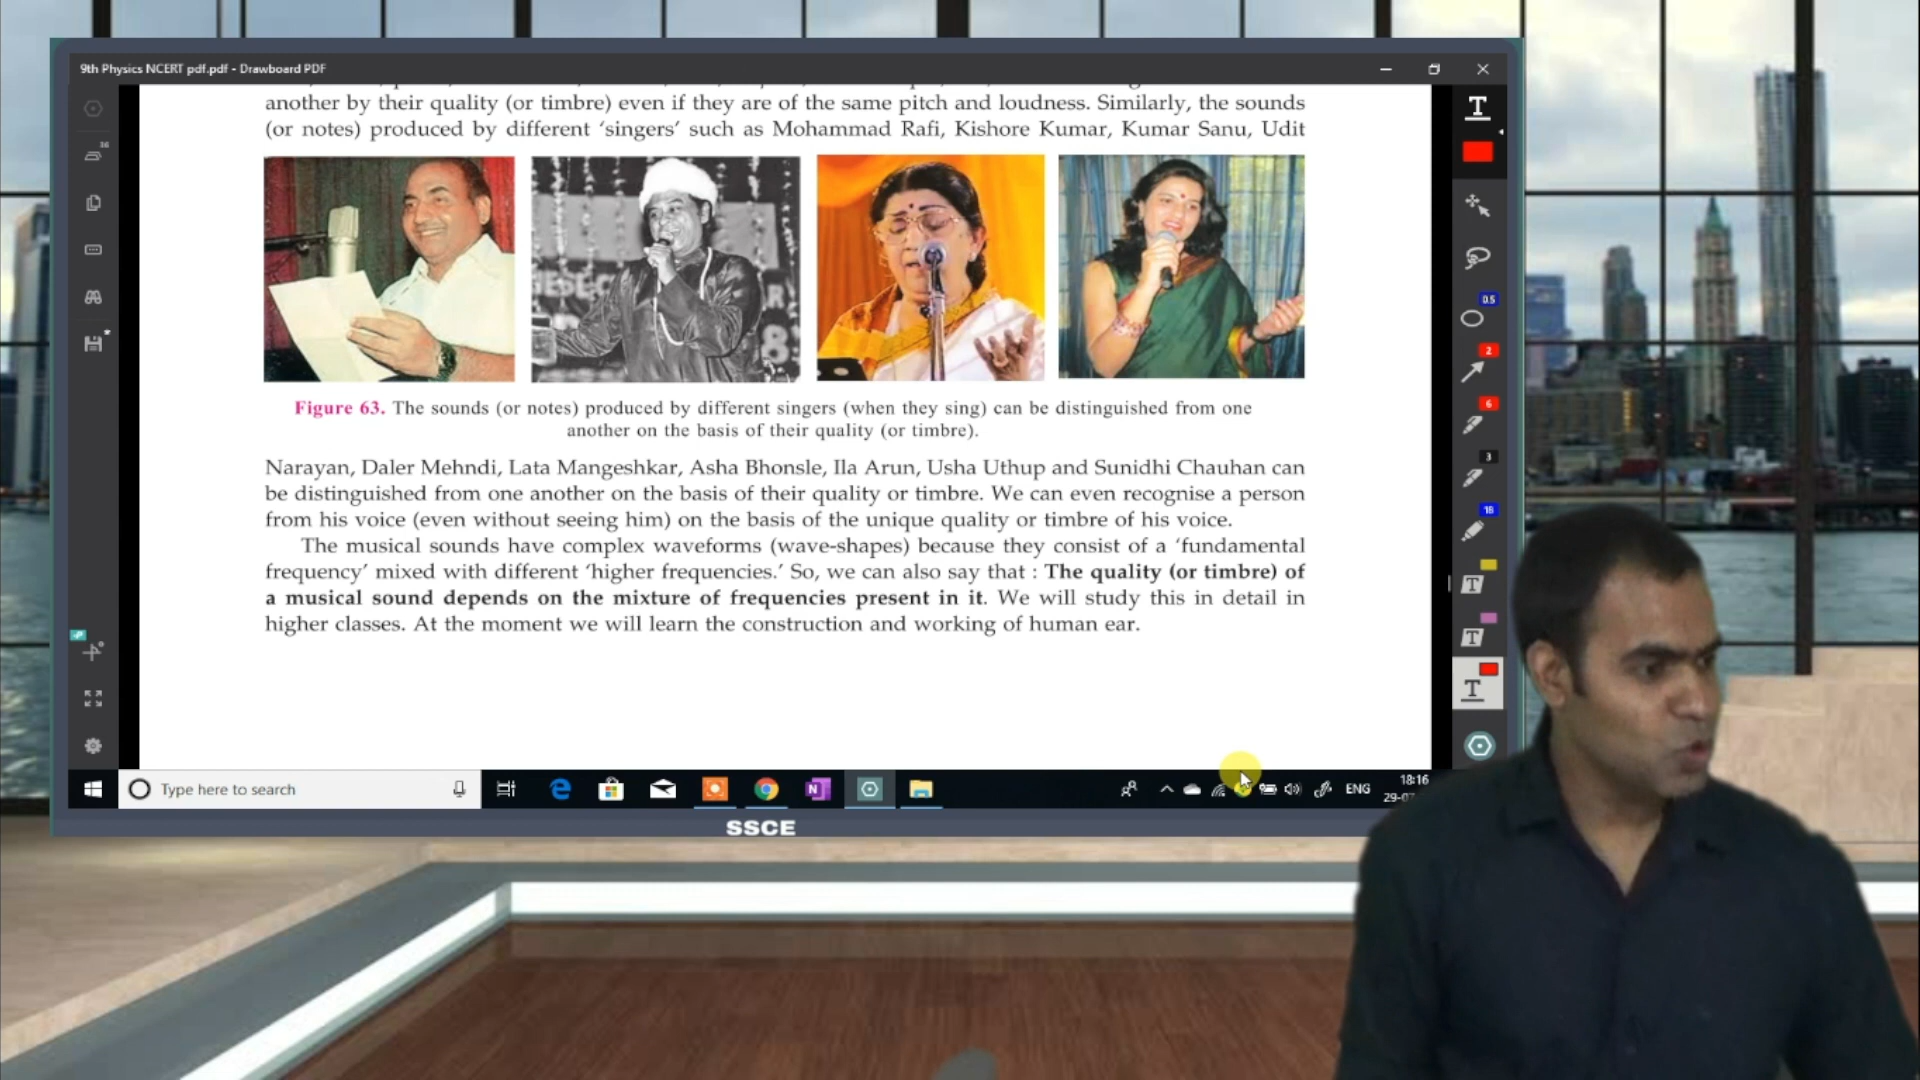 9th Physics NCERT pdf.pdf - Drawboard PDF
another by their quality (or timbre) even if they are of the same pitch and loudness. Similarly, the sounds
(or notes) produced by different ‘singers’ such as Mohammad Rafi, Kishore Kumar, Kumar Sanu, Udit
Figure 63. The sounds (or notes) produced by different singers (when they sing) can be distinguished from one
another on the basis of their quality (or timbre).
Narayan, Daler Mehndi, Lata Mangeshkar, Asha Bhonsle, Ila Arun, Usha Uthup and Sunidhi Chauhan can
be distinguished from one another on the basis of their quality or timbre. We can even recognise a person
from his voice (even without seeing him) on the basis of the unique quality or timbre of his voice.
The musical sounds have complex waveforms (wave-shapes) because they consist of a ‘fundamental
frequency’ mixed with different ‘higher frequencies.’ So, we can also say that : The quality (or timbre) of
a musical sound depends on the mixture of frequencies present in it. We will study this in detail in
higher classes. At the moment we will learn the construction and working of human ear.
T
0.5
2
6
3
18
T
T
T
Type here to search
N
ENG
18:16
SSCE